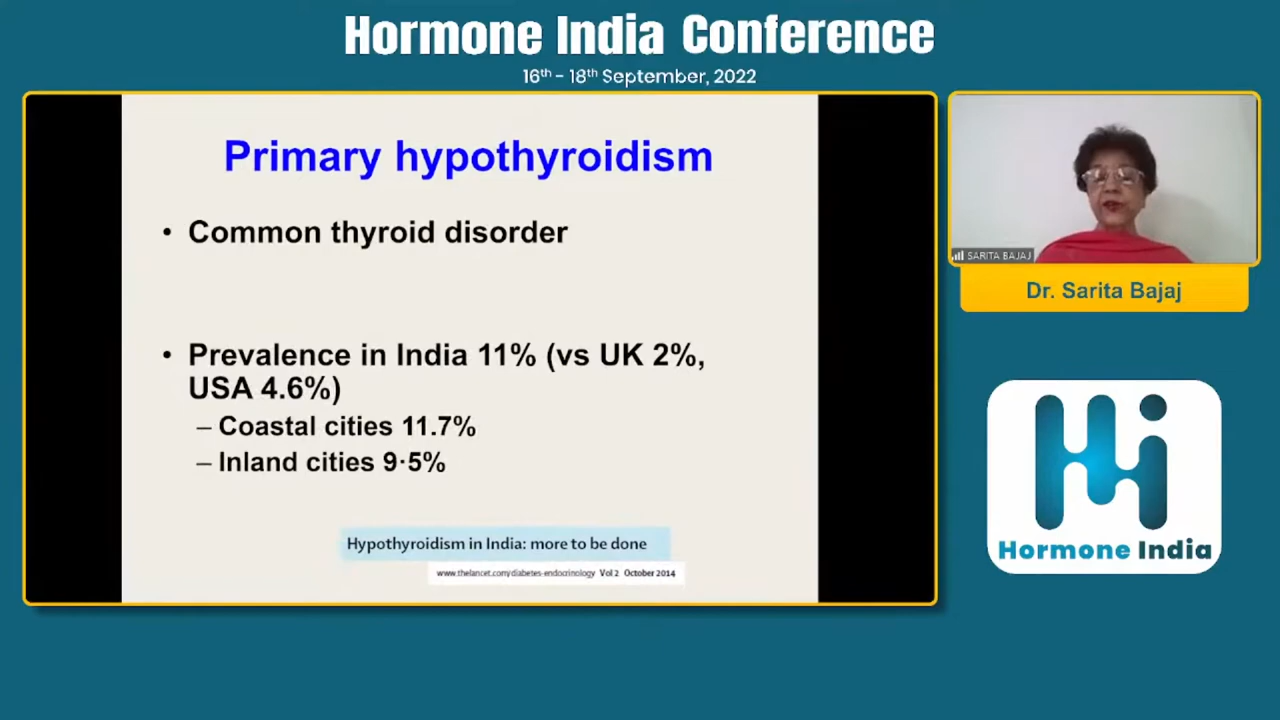 Hormone India Conference
16th - 18th September, 2022
Primary hypothyroidism
• Common thyroid disorder
• Prevalence in India 11% (vs UK 2%,
USA 4.6%)
– Coastal cities 11.7%
– Inland cities 9·5%
Hypothyroidism in India: more to be done
www.thelancet.com/diabetes-endocrinology Vol 2 October 2014
SARITA BAJAJ
Dr. Sarita Bajaj
Hi
Hormone India